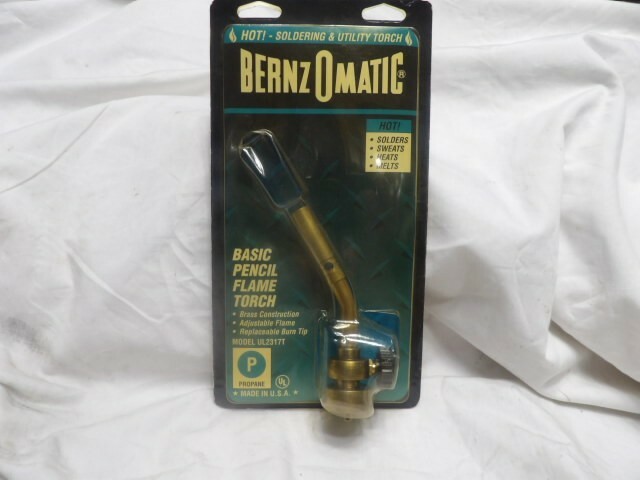 HOT! - SOLDERING & UTILITY TORCH
BERNZOMATIC®
HOT!
• SOLDERS
• SWEATS
• HEATS
• MELTS
BASIC
PENCIL
FLAME
TORCH
• Brass Construction
• Adjustable Flame
• Replaceable Burn Tip
MODEL UL2317T
P
PROPANE
UL
★ MADE IN U.S.A. ★